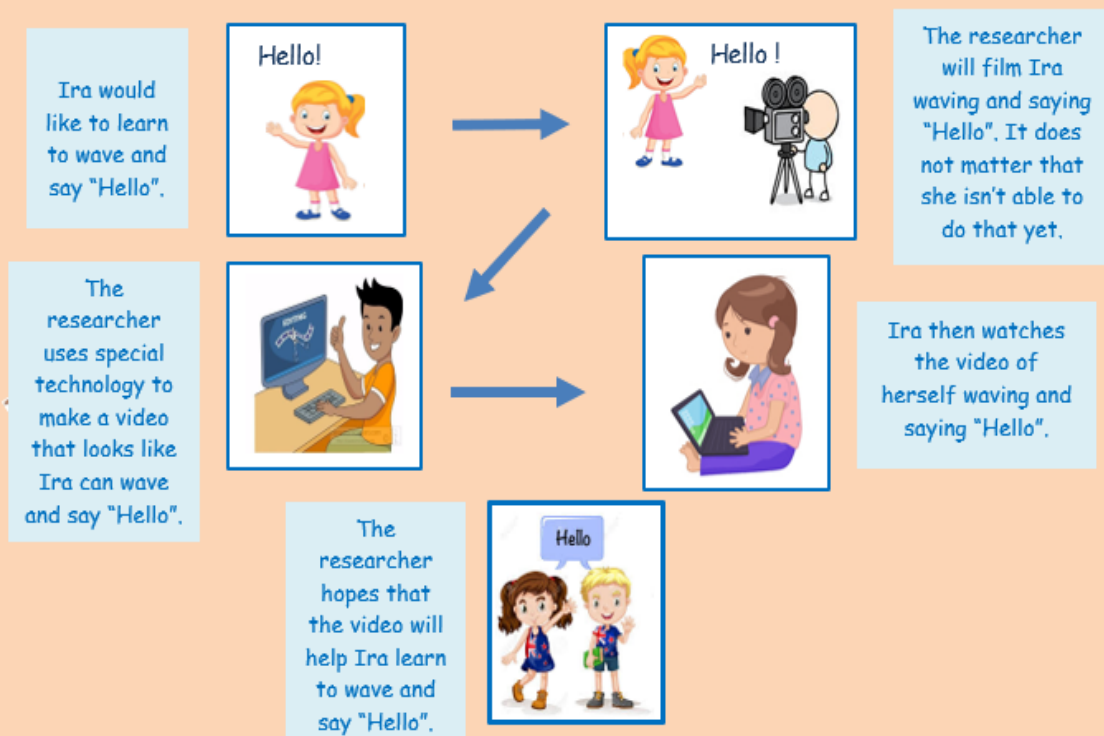 Ira would
like to learn
to wave and
say “Hello”.
Hello!
Hello !
The researcher
will film Ira
waving and saying
“Hello”. It does
not matter that
she isn’t able to
do that yet.
The
researcher
uses special
technology to
make a video
that looks like
Ira can wave
and say “Hello”.
EDITING
Ira then watches
the video of
herself waving and
saying “Hello”.
The
researcher
hopes that
the video will
help Ira learn
to wave and
say “Hello”.
Hello